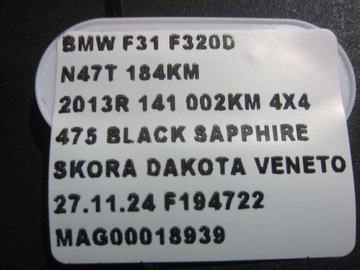 BMW F31 F320D
N47T 184KM
2013R 141 002KM 4X4
475 BLACK SAPPHIRE
SKORA DAKOTA VENETO
27.11.24 F194722
MAG00018939